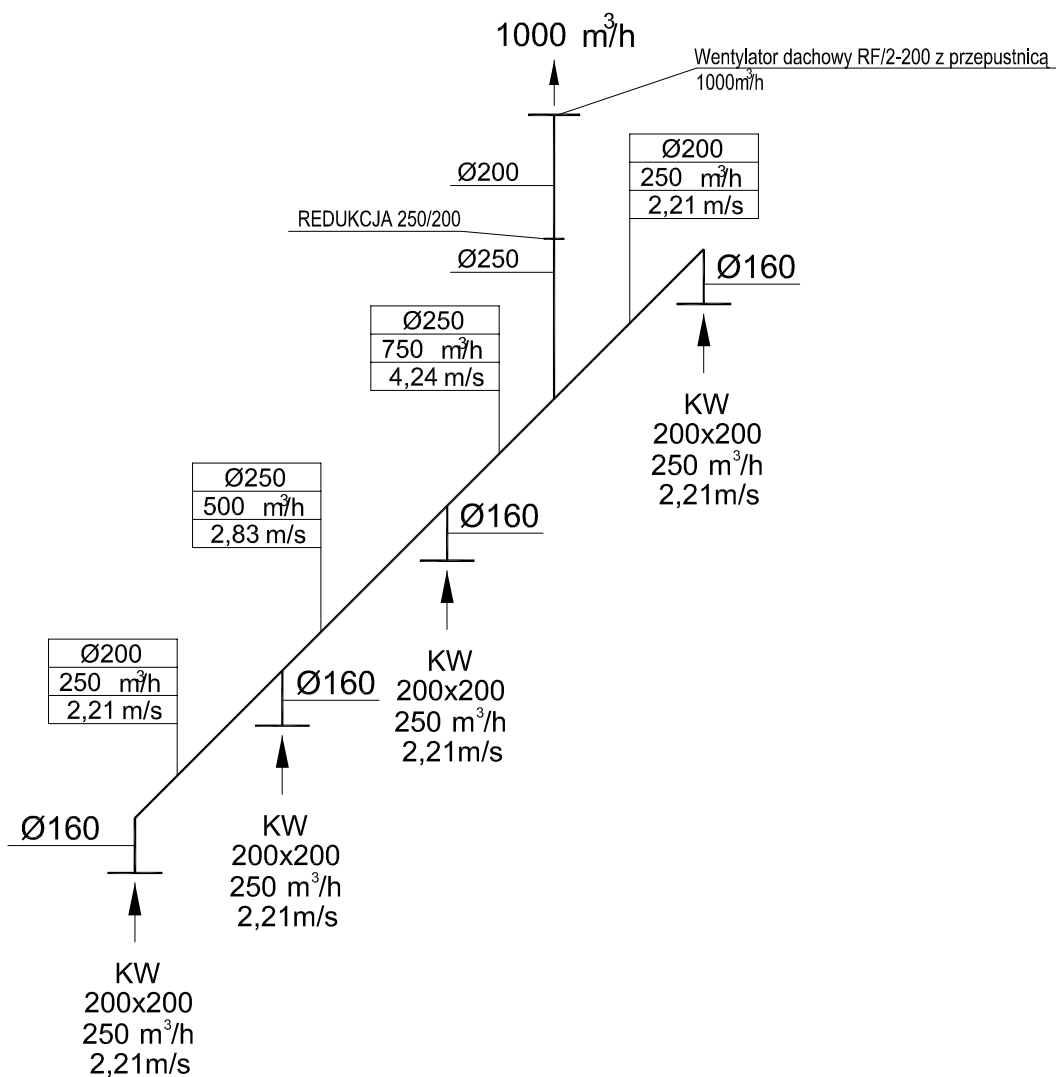 1000 m³/h
Wentylator dachowy RF/2-200 z przepustnicą
1000m³/h
Ø200
250 m³/h
2,21 m/s
Ø200
REDUKCJA 250/200
Ø250
Ø160
Ø250
750 m³/h
4,24 m/s
KW
200x200
250 m³/h
2,21m/s
Ø250
500 m³/h
2,83 m/s
Ø160
KW
200x200
250 m³/h
2,21m/s
Ø200
250 m³/h
2,21 m/s
Ø160
KW
200x200
250 m³/h
2,21m/s
Ø160
KW
200x200
250 m³/h
2,21m/s